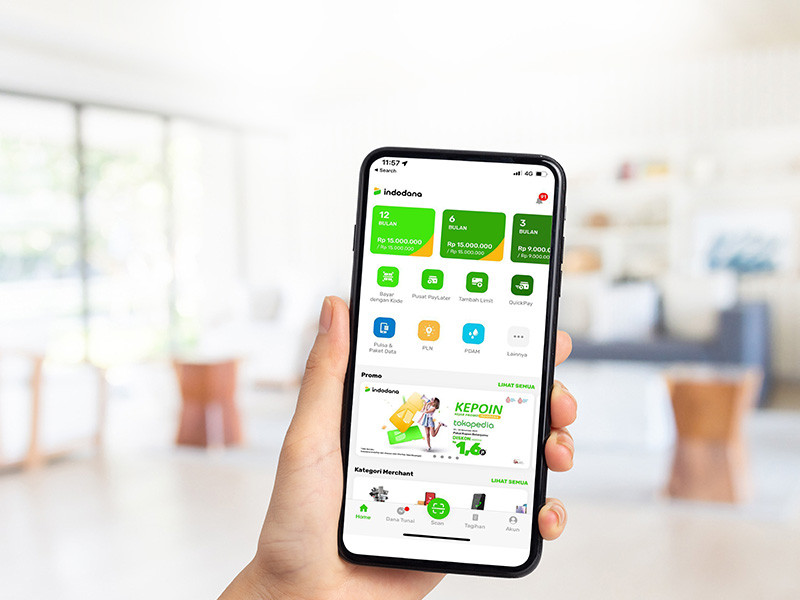 11:57
4G
◀ Search
indodana
12
BULAN
Rp 15.000.000
/ Rp 15.000.000
6
BULAN
Rp 15.000.000
/ Rp 15.000.000
3
BULAN
Rp 9.000.0
/ Rp 9.000.0
Bayar
dengan Kode
Pusat PayLater
Tambah Limit
QuickPay
Pulsa &
Paket Data
PLN
PDAM
Lainnya
Promo
LIHAT SEMUA
indodana
KEPOIN
tokopedia
DISKON
1,6
Kategori Merchant
LIHAT SEMUA
Home
Dana Tunai
Scan
Tagihan
Akun